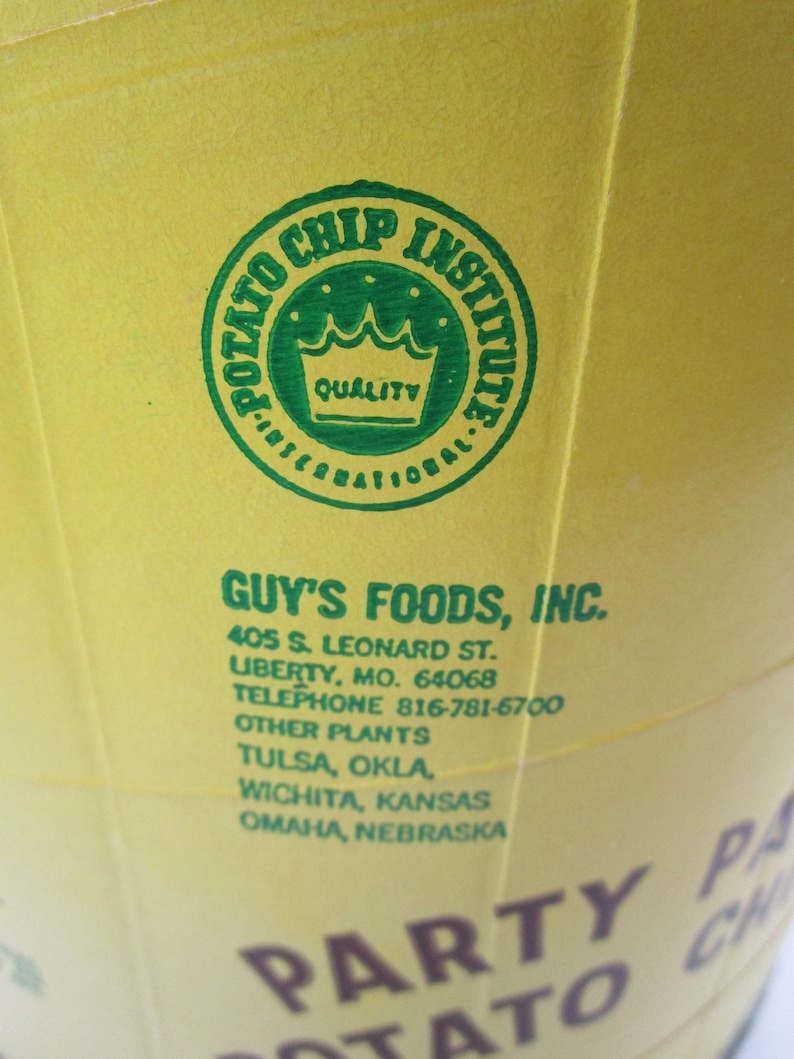 POTATO CHIP INSTITUTE
QUALITY
· INTERNATIONAL ·
GUY'S FOODS, INC.
405 S. LEONARD ST.
LIBERTY, MO. 64068
TELEPHONE 816-781-6700
OTHER PLANTS
TULSA, OKLA.
WICHITA, KANSAS
OMAHA, NEBRASKA
PARTY
POTATO